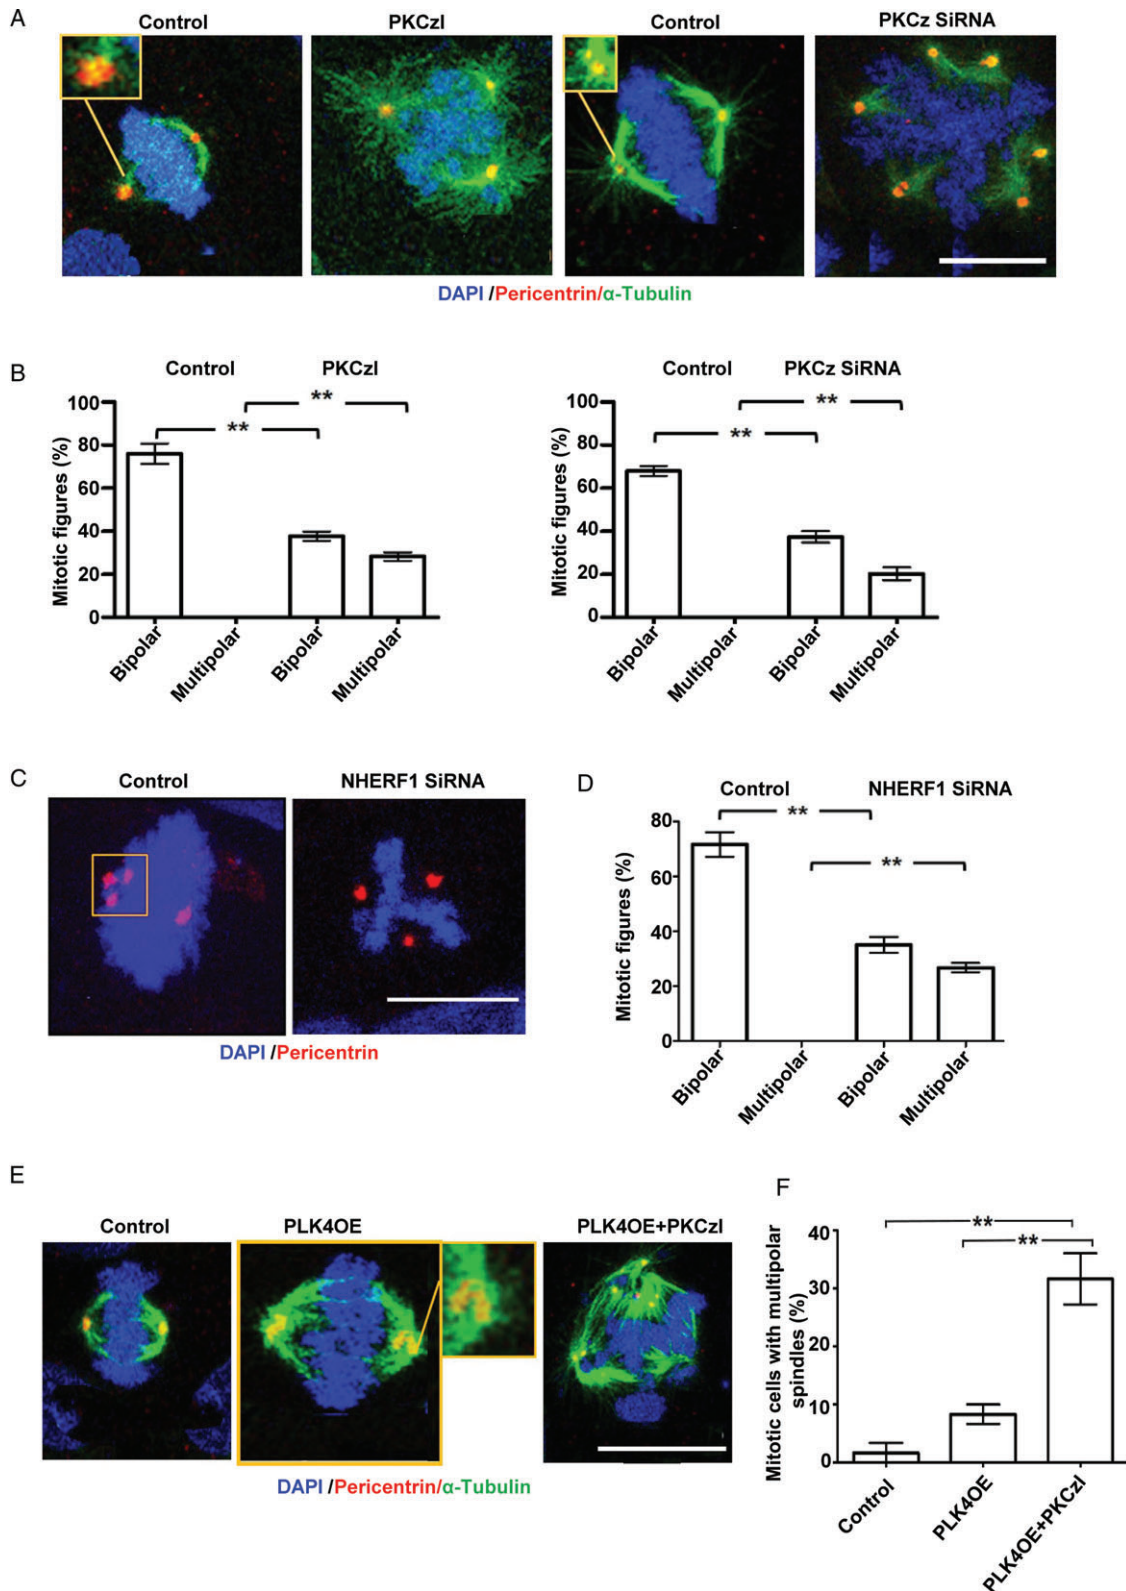 A
Control
PKCzI
Control
PKCz SiRNA
DAPI /Pericentrin/α-Tubulin
B
Control
PKCzI
**
**
Mitotic figures (%)
100
80
60
40
20
0
Bipolar
Multipolar
Bipolar
Multipolar
Control
PKCz SiRNA
**
**
Mitotic figures (%)
100
80
60
40
20
0
Bipolar
Multipolar
Bipolar
Multipolar
C
Control
NHERF1 SiRNA
DAPI /Pericentrin
D
Control
NHERF1 SiRNA
**
**
Mitotic figures (%)
80
60
40
20
0
Bipolar
Multipolar
Bipolar
Multipolar
E
Control
PLK4OE
PLK4OE+PKCzI
DAPI /Pericentrin/α-Tubulin
F
**
**
Mitotic cells with multipolar
spindles (%)
40
30
20
10
0
Control
PLK4OE
PLK4OE+PKCzI